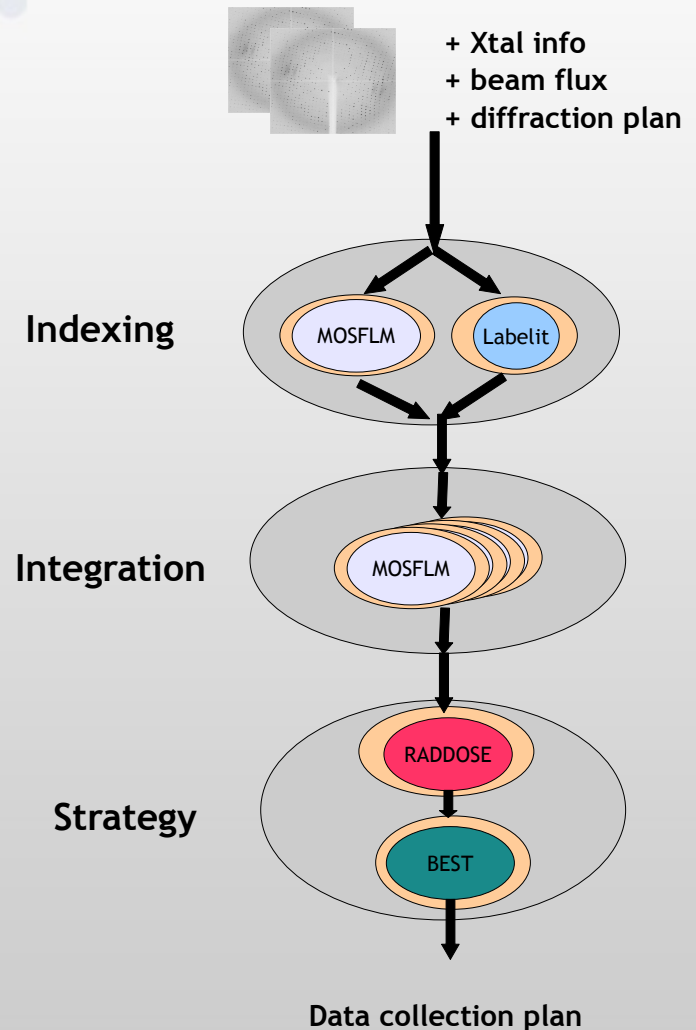 + Xtal info
+ beam flux
+ diffraction plan
Indexing
MOSFLM
Labelit
Integration
MOSFLM
RADDOSE
Strategy
BEST
Data collection plan